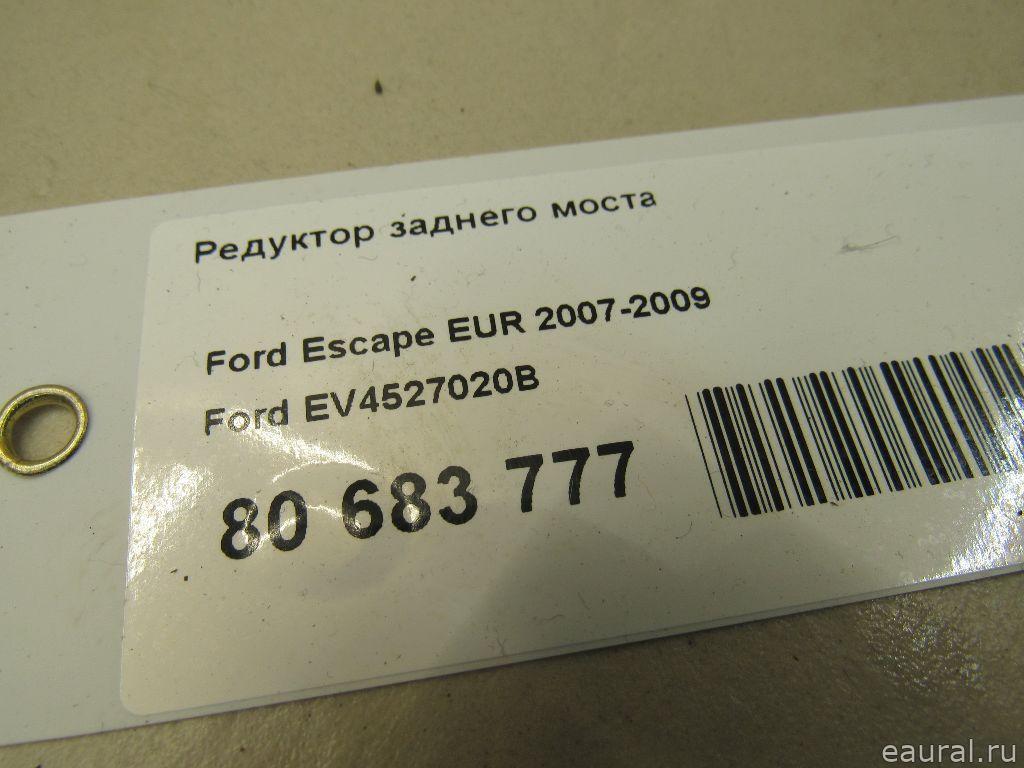 Редуктор заднего моста
Ford Escape EUR 2007-2009
Ford EV4527020B
80 683 777
eaural.ru